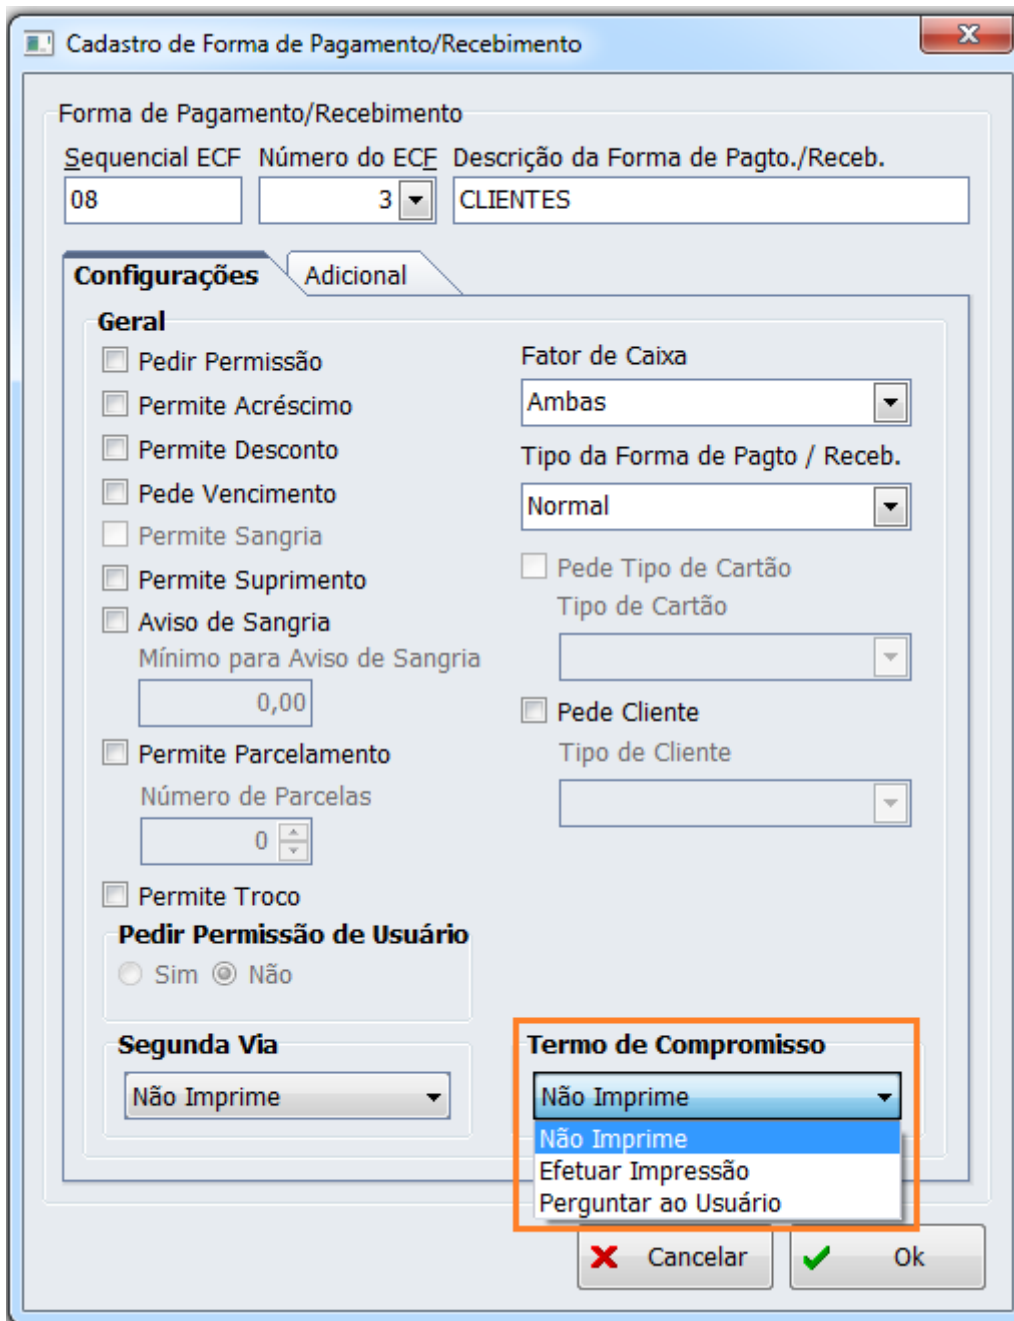 Cadastro de Forma de Pagamento/Recebimento
Forma de Pagamento/Recebimento
Sequencial ECF Número do ECF Descrição da Forma de Pagto./Receb.
08 3 CLIENTES
Configurações Adicional
Geral
Pedir Permissão
Permite Acréscimo
Permite Desconto
Pede Vencimento
Permite Sangria
Permite Suprimento
Aviso de Sangria
Mínimo para Aviso de Sangria
0,00
Permite Parcelamento
Número de Parcelas
0
Permite Troco
Pedir Permissão de Usuário
Sim Não
Segunda Via
Não Imprime
Fator de Caixa
Ambas
Tipo da Forma de Pagto / Receb.
Normal
Pede Tipo de Cartão
Tipo de Cartão
Pede Cliente
Tipo de Cliente
Termo de Compromisso
Não Imprime
Não Imprime
Efetuar Impressão
Perguntar ao Usuário
Cancelar Ok